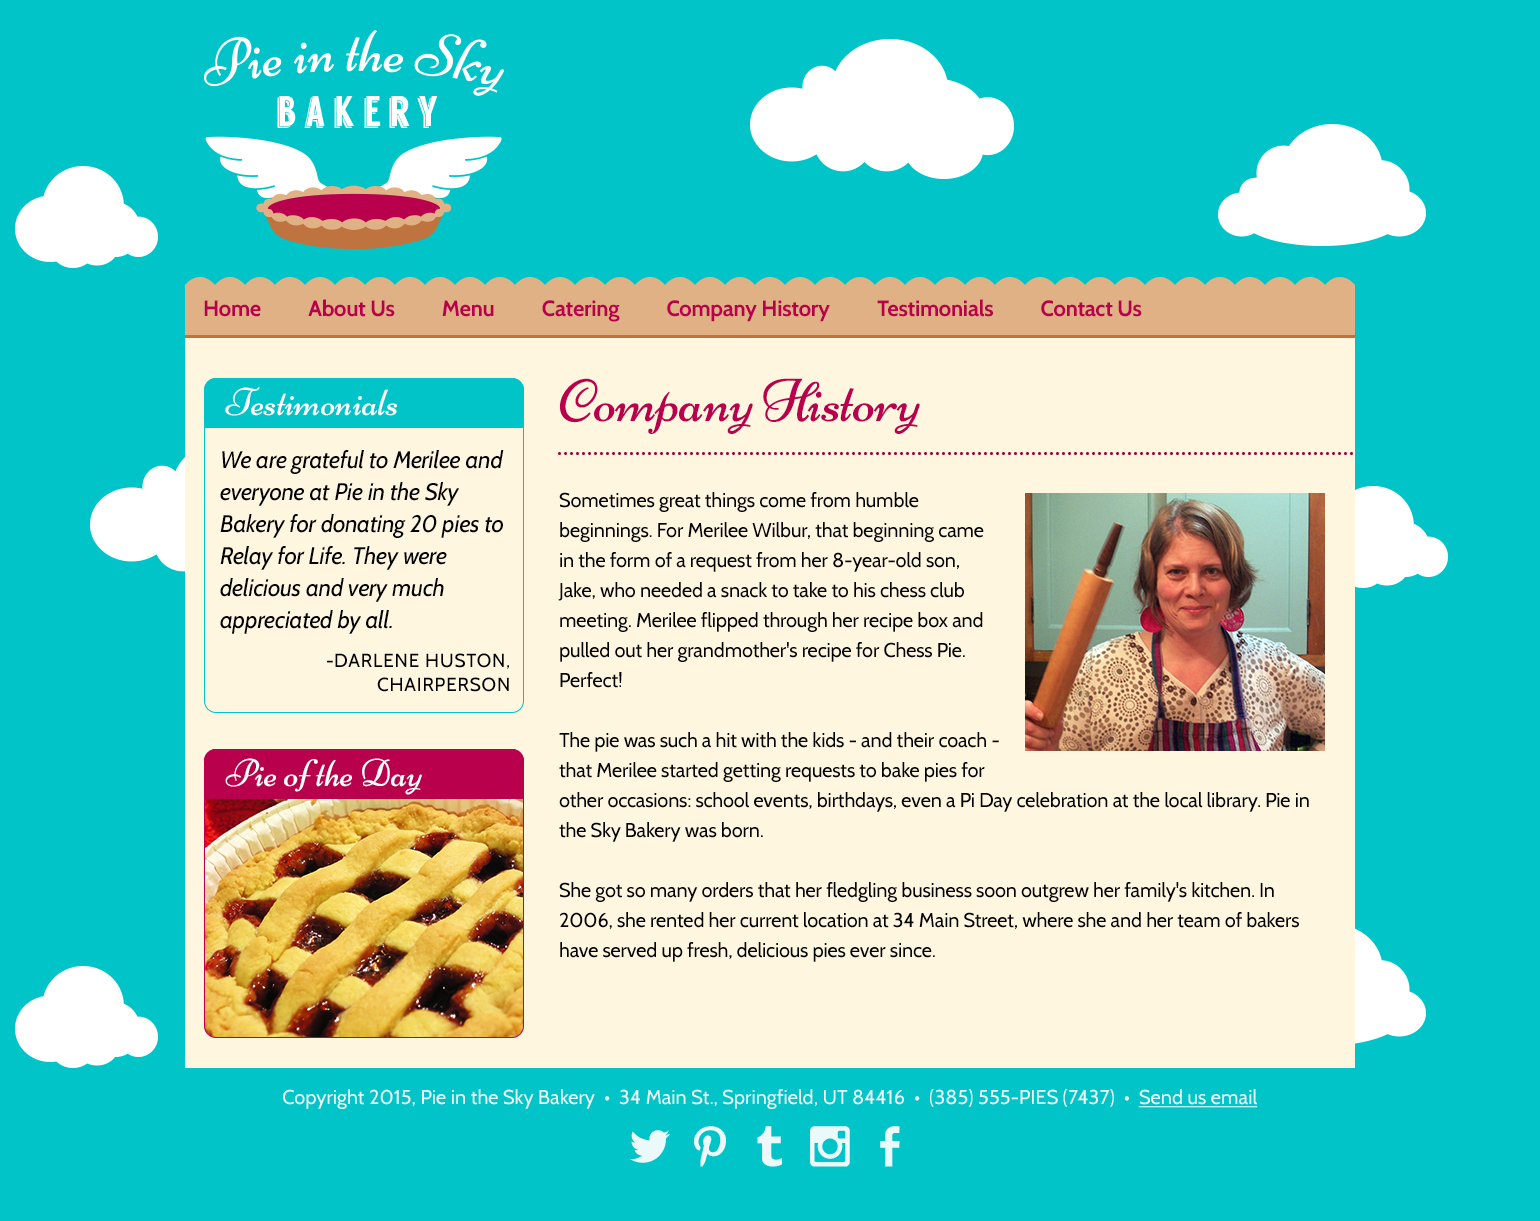 Pie in the Sky
BAKERY
Home About Us Menu Catering Company History Testimonials Contact Us
Testimonials
We are grateful to Merilee and
everyone at Pie in the Sky
Bakery for donating 20 pies to
Relay for Life. They were
delicious and very much
appreciated by all.
-DARLENE HUSTON,
CHAIRPERSON
Pie of the Day
Company History
Sometimes great things come from humble
beginnings. For Merilee Wilbur, that beginning came
in the form of a request from her 8-year-old son,
Jake, who needed a snack to take to his chess club
meeting. Merilee flipped through her recipe box and
pulled out her grandmother's recipe for Chess Pie.
Perfect!
The pie was such a hit with the kids - and their coach -
that Merilee started getting requests to bake pies for
other occasions: school events, birthdays, even a Pi Day celebration at the local library. Pie in
the Sky Bakery was born.
She got so many orders that her fledgling business soon outgrew her family's kitchen. In
2006, she rented her current location at 34 Main Street, where she and her team of bakers
have served up fresh, delicious pies ever since.
Copyright 2015, Pie in the Sky Bakery • 34 Main St., Springfield, UT 84416 • (385) 555-PIES (7437) • Send us email